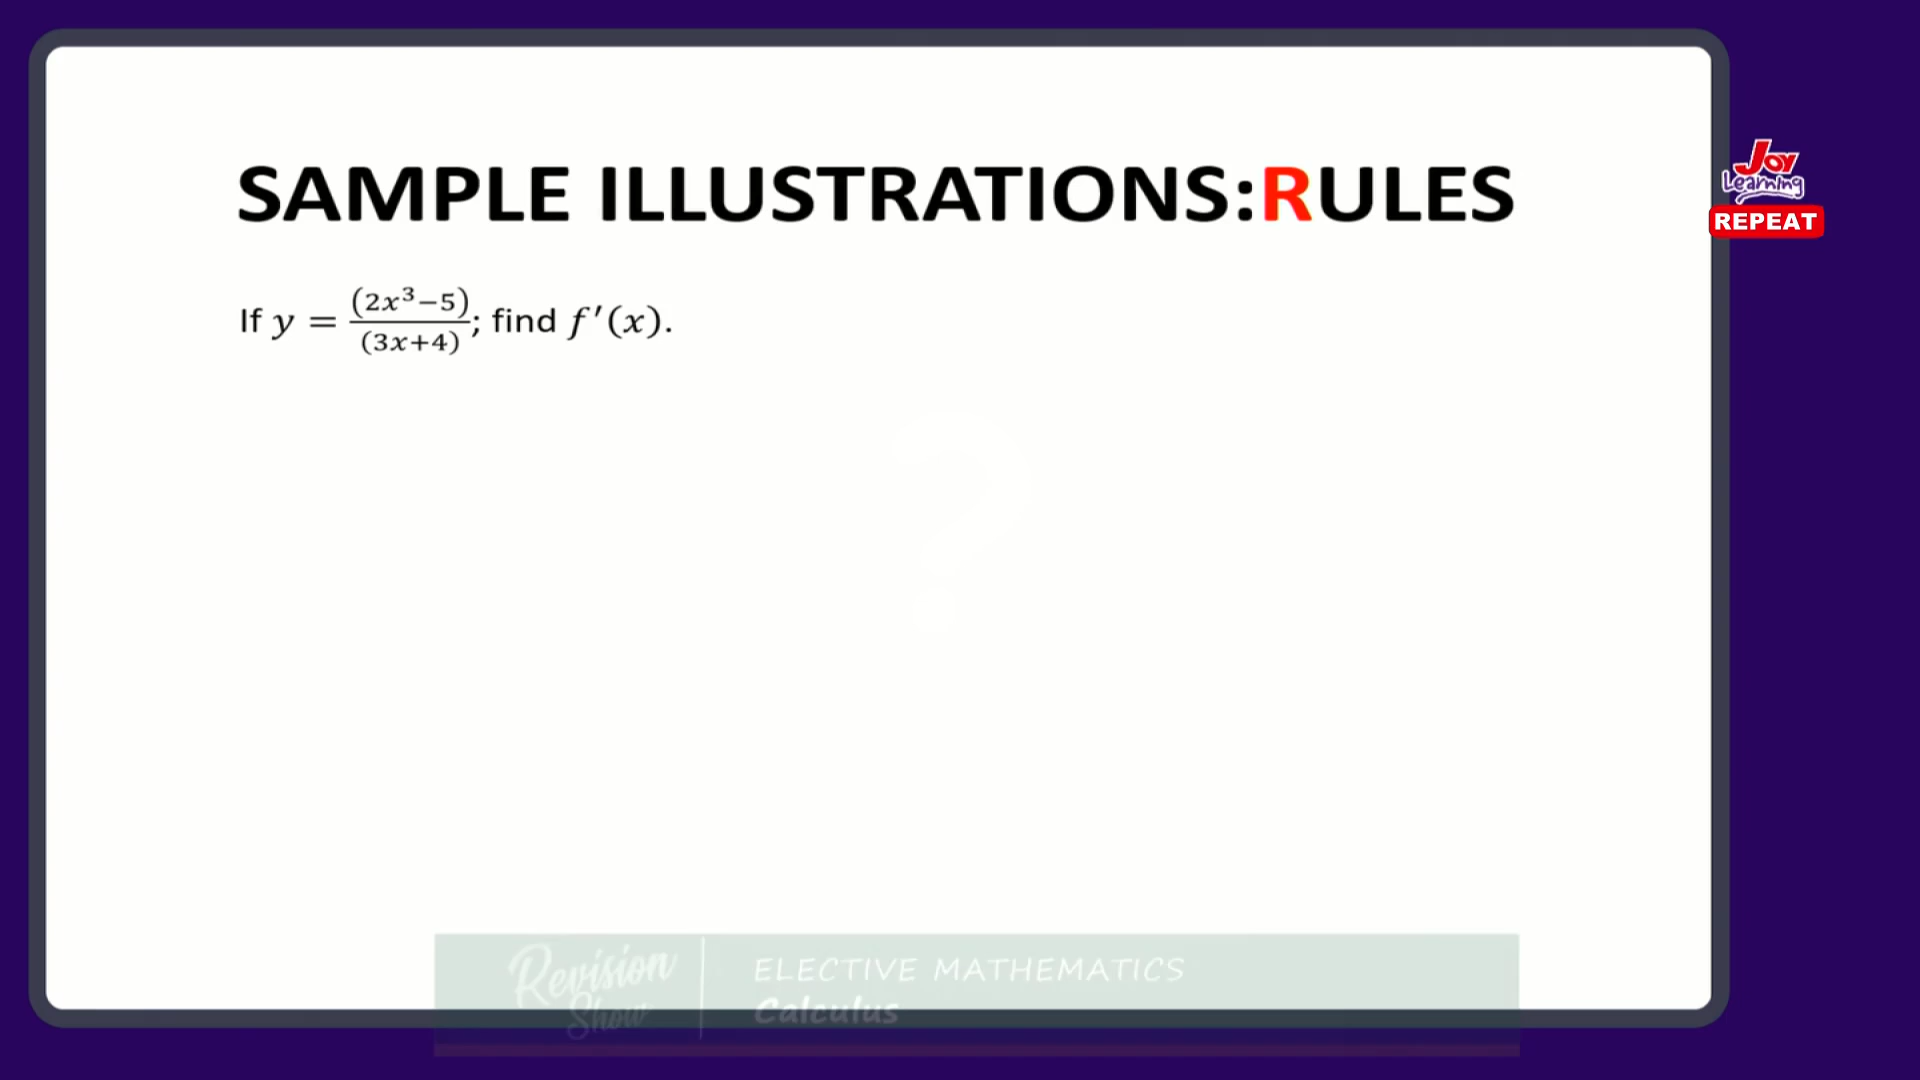 SAMPLE ILLUSTRATIONS:RULES
Joy
Learning
REPEAT
If y = (2x³−5)/(3x+4); find f′(x).
?
Revision
Show
ELECTIVE MATHEMATICS
Calculus